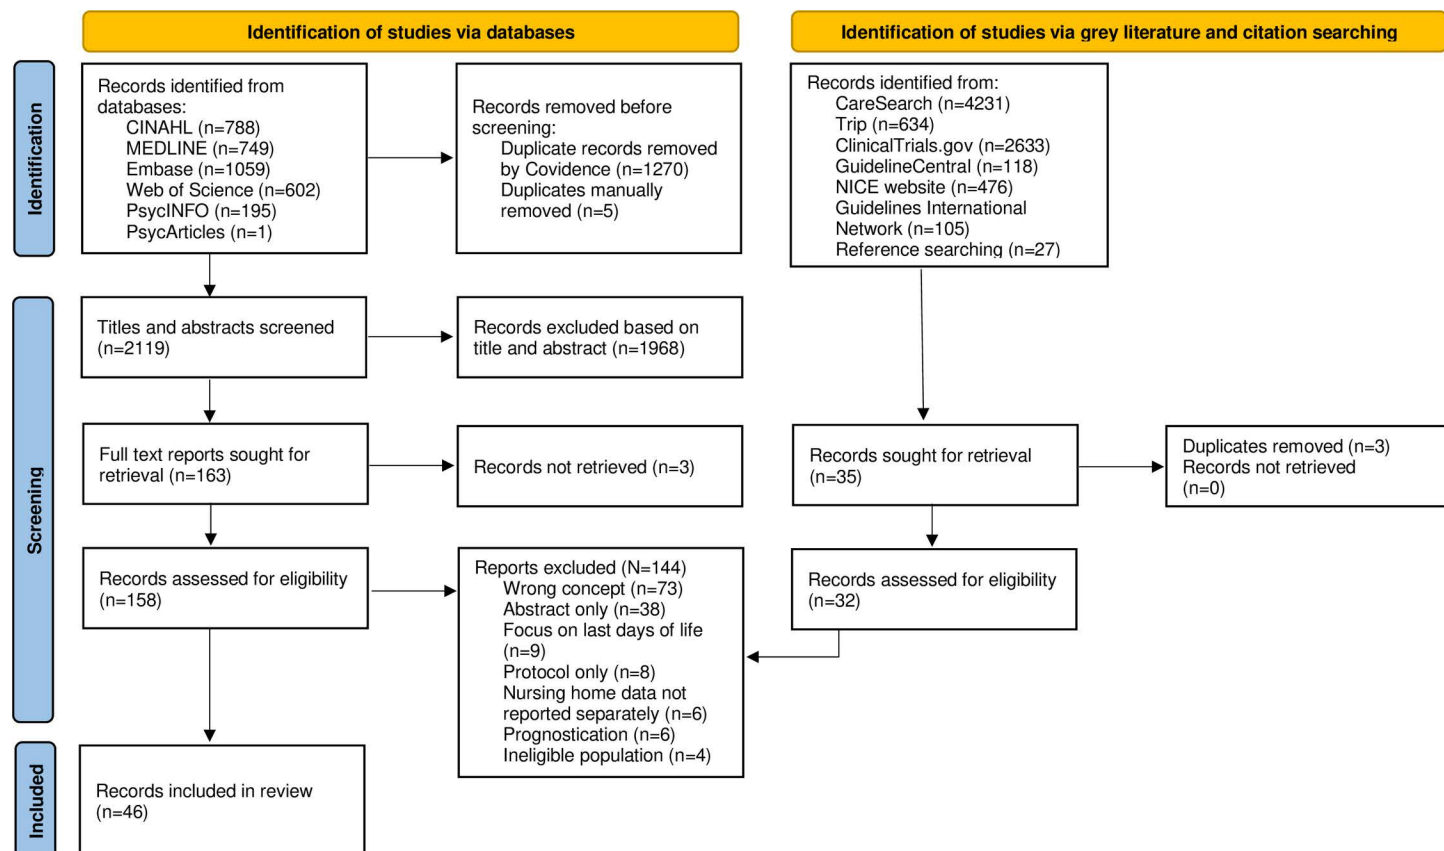 Identification of studies via databases
Identification of studies via grey literature and citation searching
Identification
Records identified from
databases:
CINAHL (n=788)
MEDLINE (n=749)
Embase (n=1059)
Web of Science (n=602)
PsycINFO (n=195)
PsycArticles (n=1)
Records removed before
screening:
Duplicate records removed
by Covidence (n=1270)
Duplicates manually
removed (n=5)
Records identified from:
CareSearch (n=4231)
Trip (n=634)
ClinicalTrials.gov (n=2633)
GuidelineCentral (n=118)
NICE website (n=476)
Guidelines International
Network (n=105)
Reference searching (n=27)
Screening
Titles and abstracts screened
(n=2119)
Records excluded based on
title and abstract (n=1968)
Full text reports sought for
retrieval (n=163)
Records not retrieved (n=3)
Records sought for retrieval
(n=35)
Duplicates removed (n=3)
Records not retrieved
(n=0)
Records assessed for eligibility
(n=158)
Reports excluded (N=144)
Wrong concept (n=73)
Abstract only (n=38)
Focus on last days of life
(n=9)
Protocol only (n=8)
Nursing home data not
reported separately (n=6)
Prognostication (n=6)
Ineligible population (n=4)
Records assessed for eligibility
(n=32)
Included
Records included in review
(n=46)